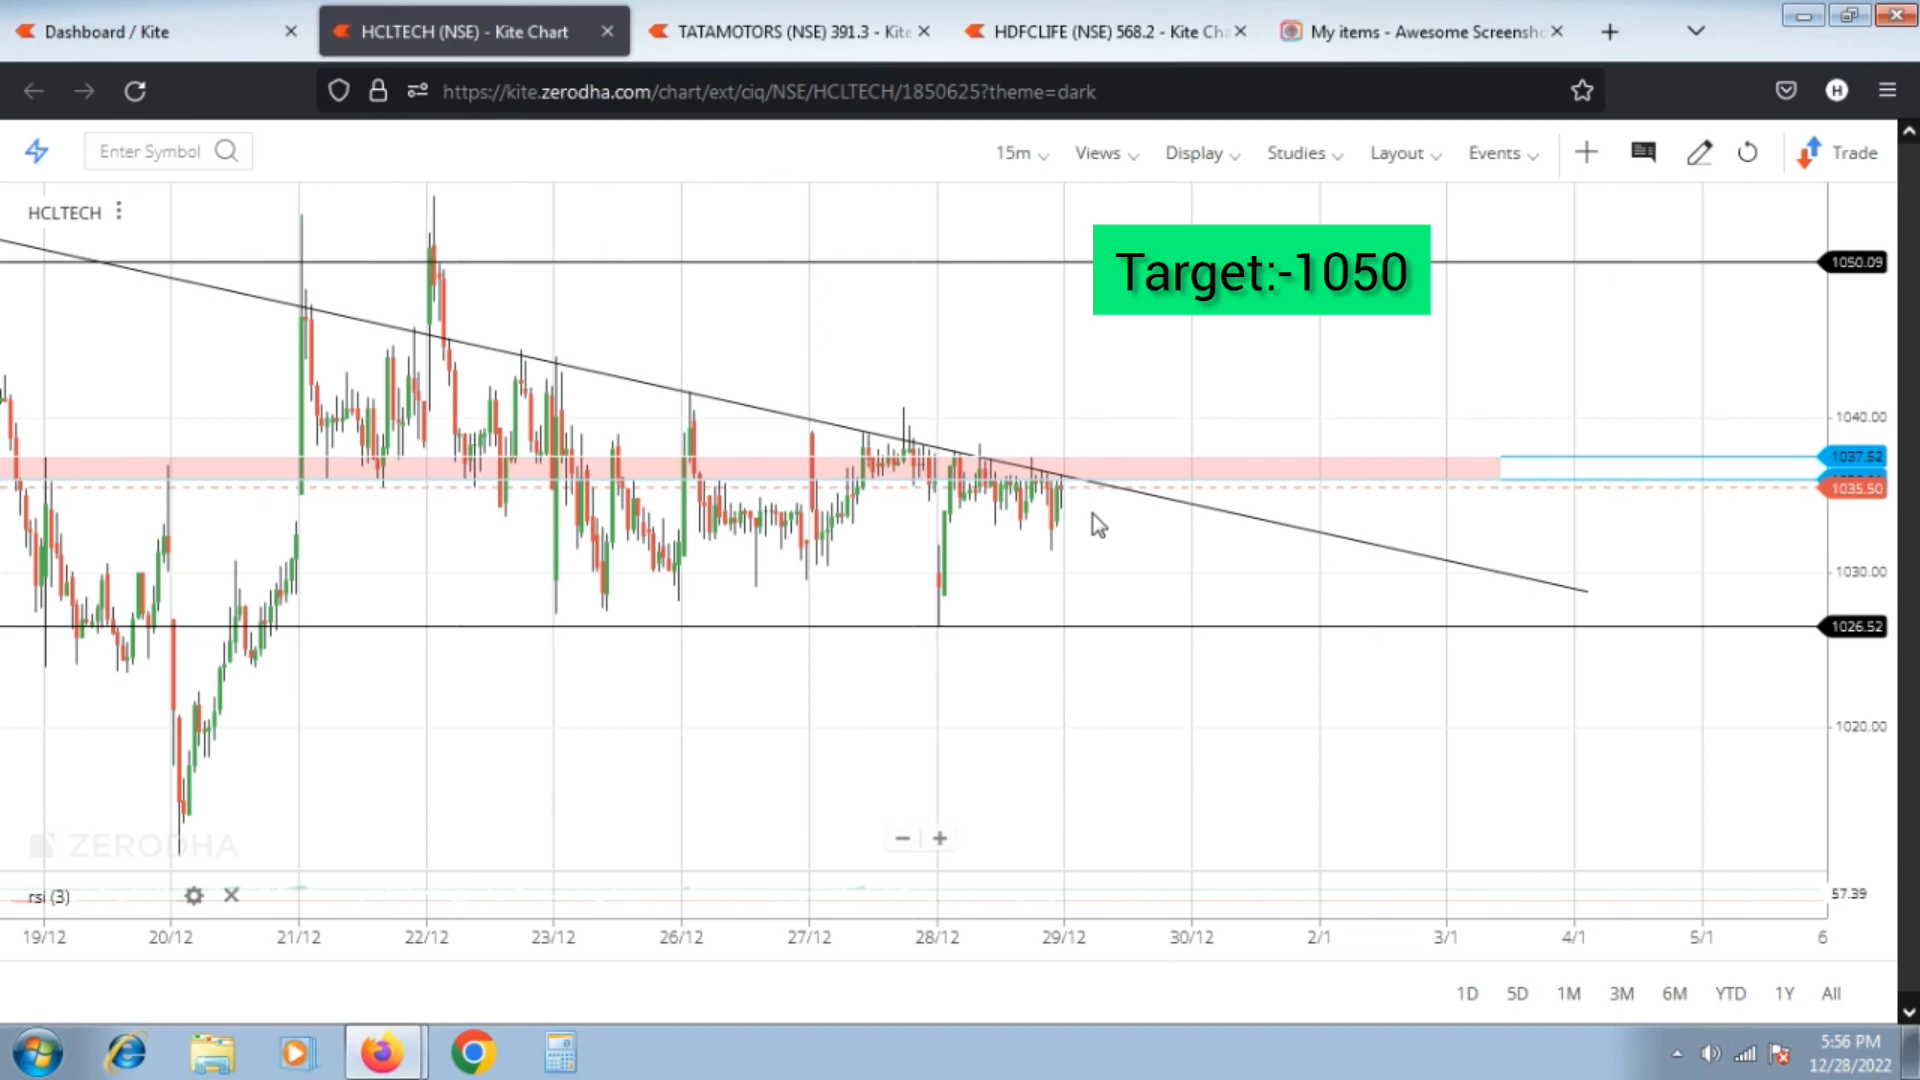 Dashboard / Kite
HCLTECH (NSE) - Kite Chart
TATAMOTORS (NSE) 391.3 - Kite
HDFCLIFE (NSE) 568.2 - Kite Cha
My items - Awesome Screensho
https://kite.zerodha.com/chart/ext/ciq/NSE/HCLTECH/1850625?theme=dark
H
Enter Symbol
15m
Views
Display
Studies
Layout
Events
Trade
HCLTECH
Target:-1050
1050.09
1040.00
1037.52
1035.50
1030.00
1026.52
1020.00
ZERODHA
rsi (3)
57.39
19/12
20/12
21/12
22/12
23/12
26/12
27/12
28/12
29/12
30/12
2/1
3/1
4/1
5/1
6
1D
5D
1M
3M
6M
YTD
1Y
All
5:56 PM
12/28/2022